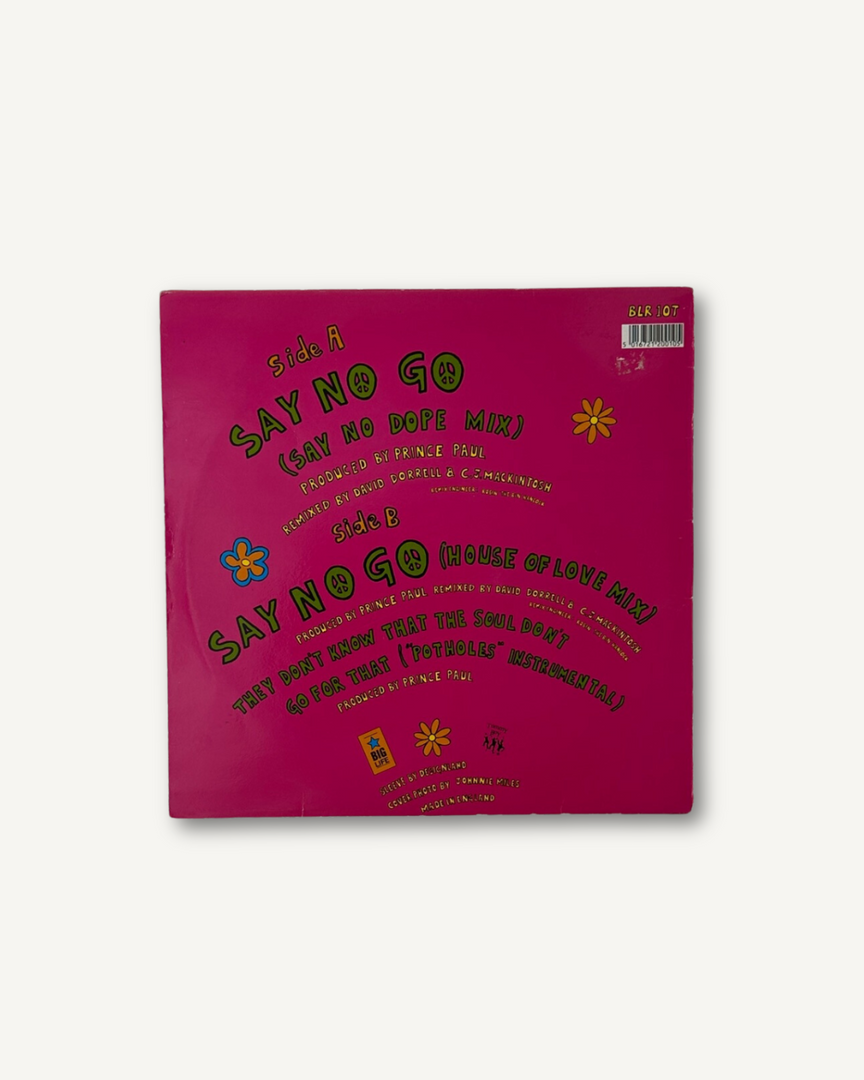 BLR 10T
5 016721 200105
Side A
SAY NO GO
(SAY NO DOPE MIX)
PRODUCED BY PRINCE PAUL
REMIXED BY DAVID DORRELL & C.J. MACKINTOSH
Side B
SAY NO GO (HOUSE OF LOVE MIX)
PRODUCED BY PRINCE PAUL REMIXED BY DAVID DORRELL & C.J. MACKINTOSH
THEY DON'T KNOW THAT THE SOUL DON'T
GO FOR THAT ("POTHOLES" INSTRUMENTAL)
PRODUCED BY PRINCE PAUL
BIG
LIFE
SLEEVE BY DESIGNLAND
COVER PHOTO BY JOHNNIE MILES
MADE IN ENGLAND